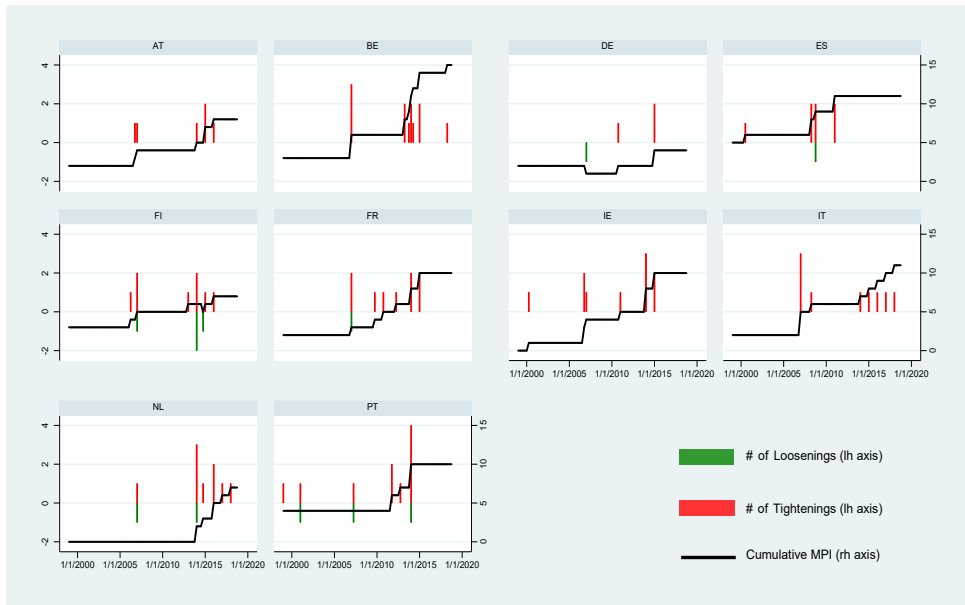 AT BE DE ES
4 15
2 10
0 5
-2 0
FI FR IE IT
4 15
2 10
0 5
-2 0
1/1/2000 1/1/2005 1/1/2010 1/1/2015 1/1/2020 1/1/2000 1/1/2005 1/1/2010 1/1/2015 1/1/2020
NL PT
4 15
2 10
0 5
-2 0
1/1/2000 1/1/2005 1/1/2010 1/1/2015 1/1/2020 1/1/2000 1/1/2005 1/1/2010 1/1/2015 1/1/2020
# of Loosenings (lh axis)
# of Tightenings (lh axis)
Cumulative MPI (rh axis)